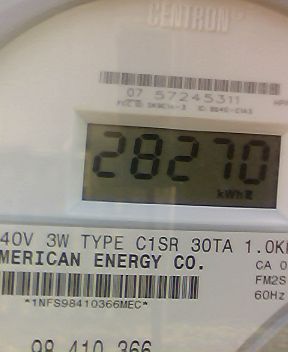 CENTRON
07 57245311
28270
kWh
40V 3W TYPE C1SR 30TA 1.0K
MERICAN ENERGY CO.
CA 0
FM2S
60Hz
*1NFS98410366MEC*
98 410 366